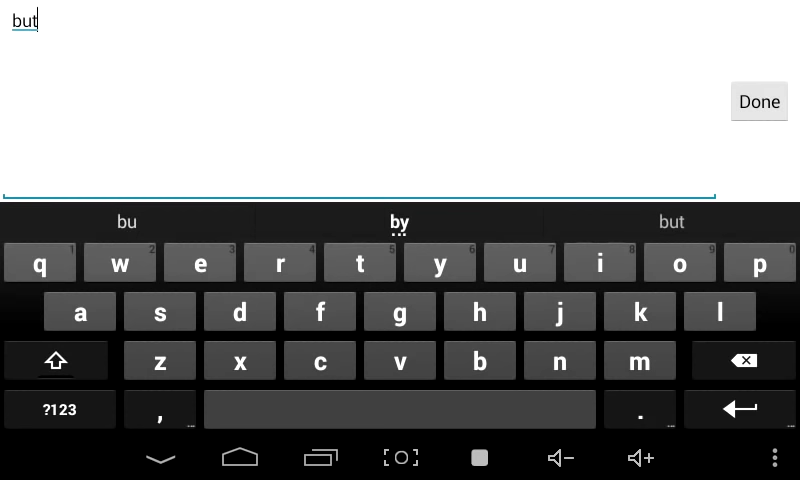 but
Done
bu by but
1 2 3 4 5 6 7 8 9 0
q w e r t y u i o p
a s d f g h j k l
z x c v b n m
?123 , ... . ... ...